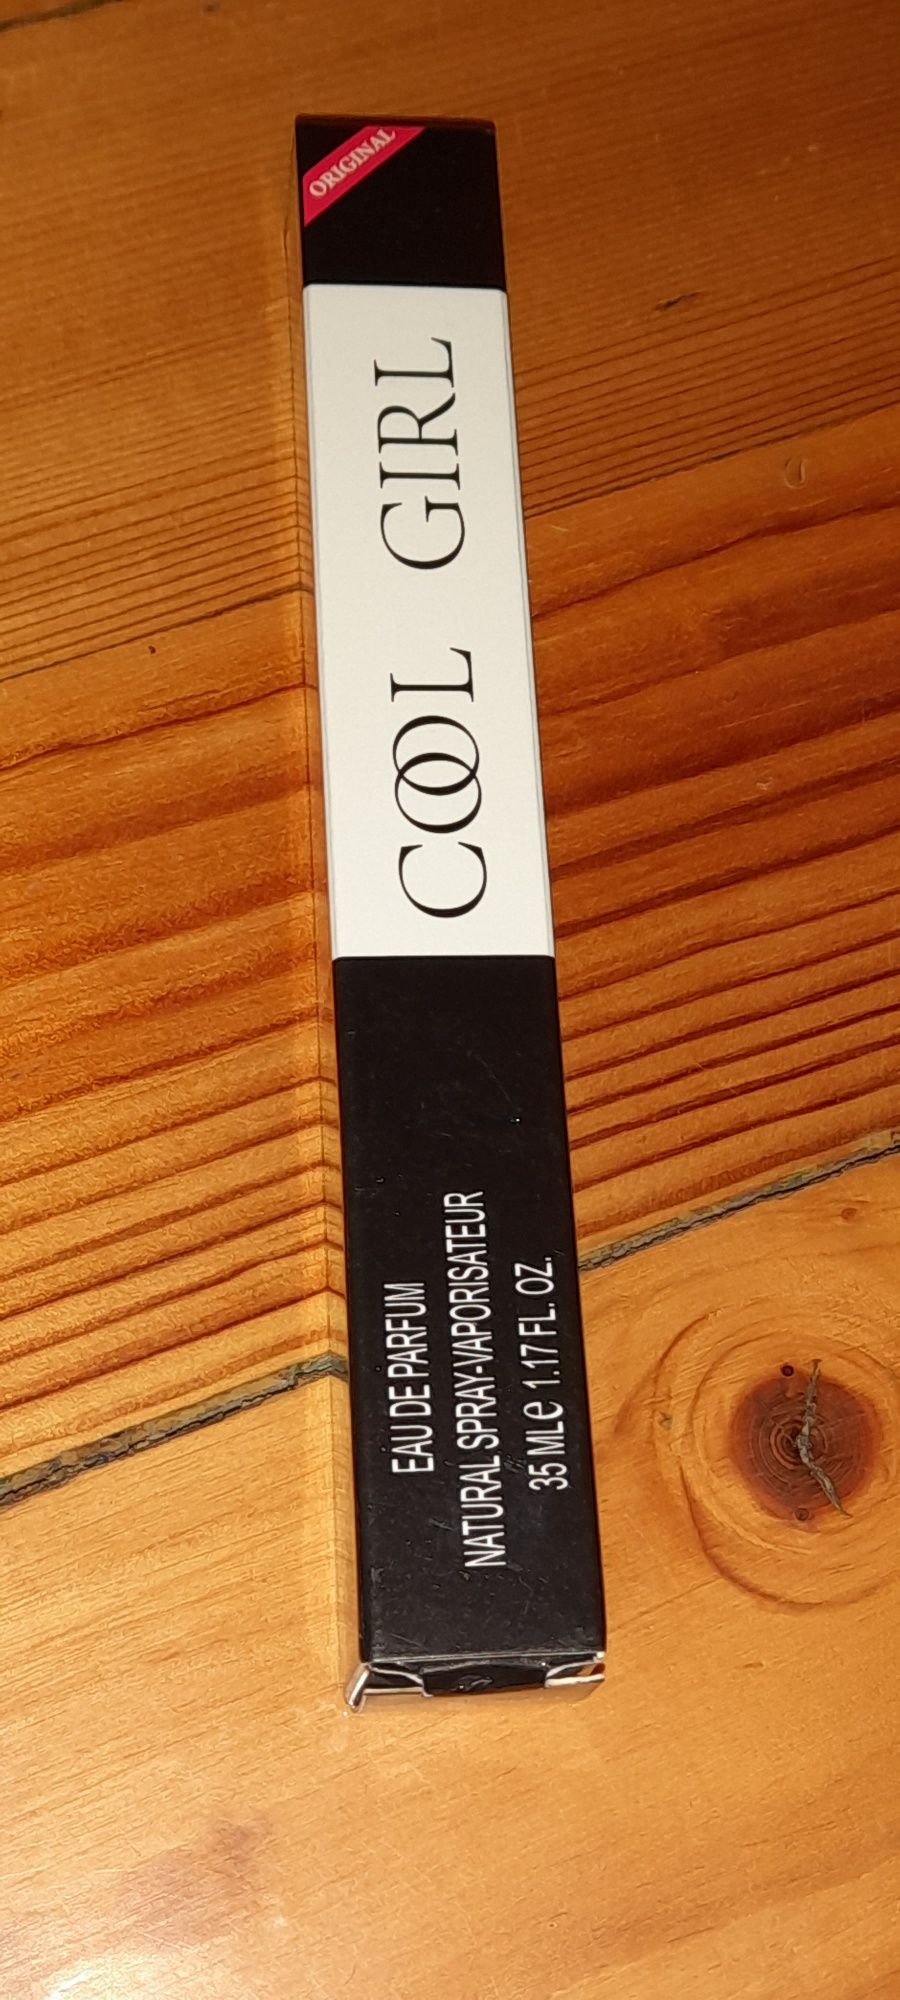 ORIGINAL
COOL GIRL
EAU DE PARFUM
NATURAL SPRAY-VAPORISATEUR
35 ML e 1.17 FL. OZ.